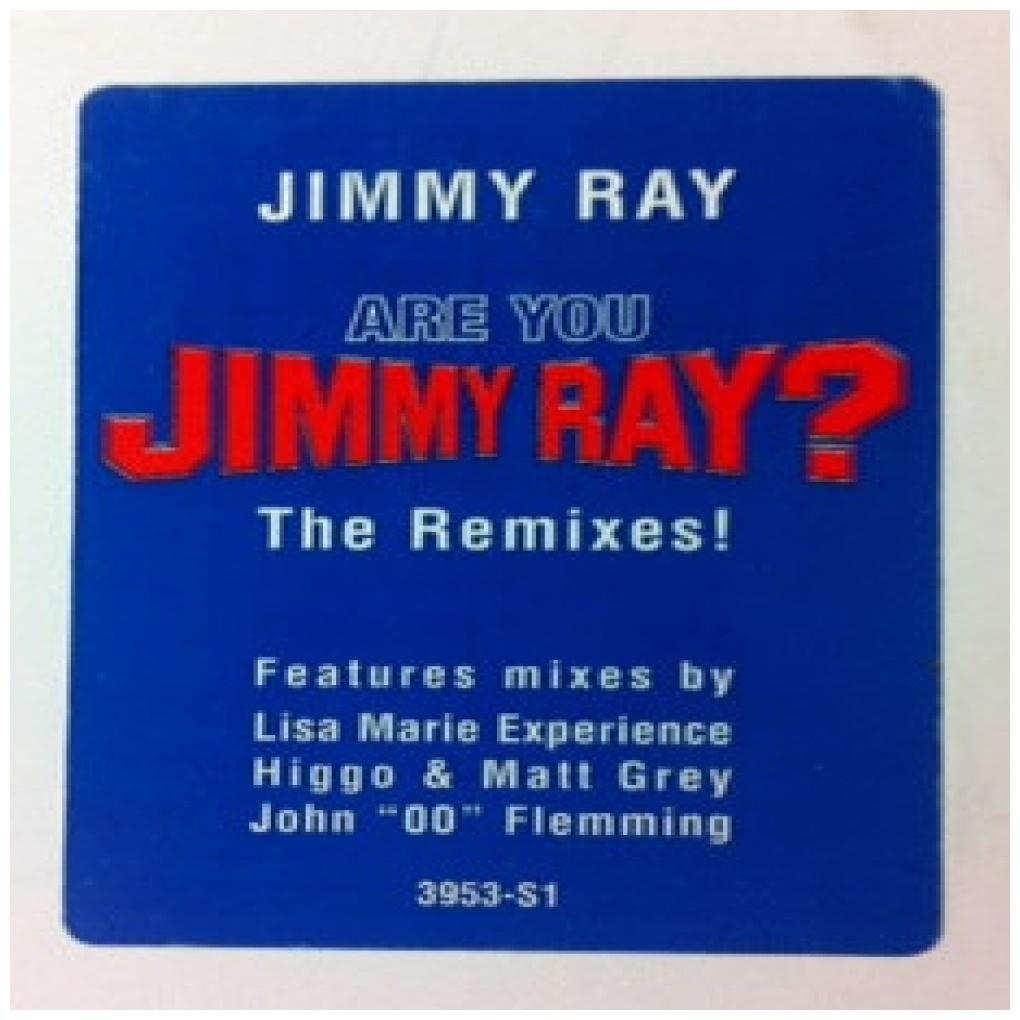 JIMMY RAY
ARE YOU
JIMMY RAY?
The Remixes!
Features mixes by
Lisa Marie Experience
Higgo & Matt Grey
John “00” Flemming
3953-S1